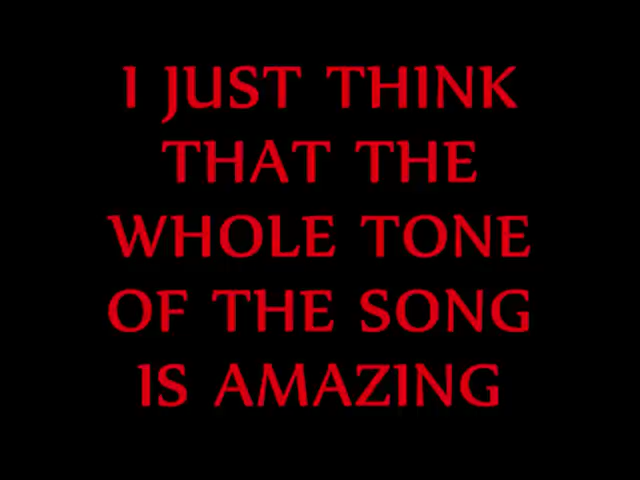 I JUST THINK
THAT THE
WHOLE TONE
OF THE SONG
IS AMAZING